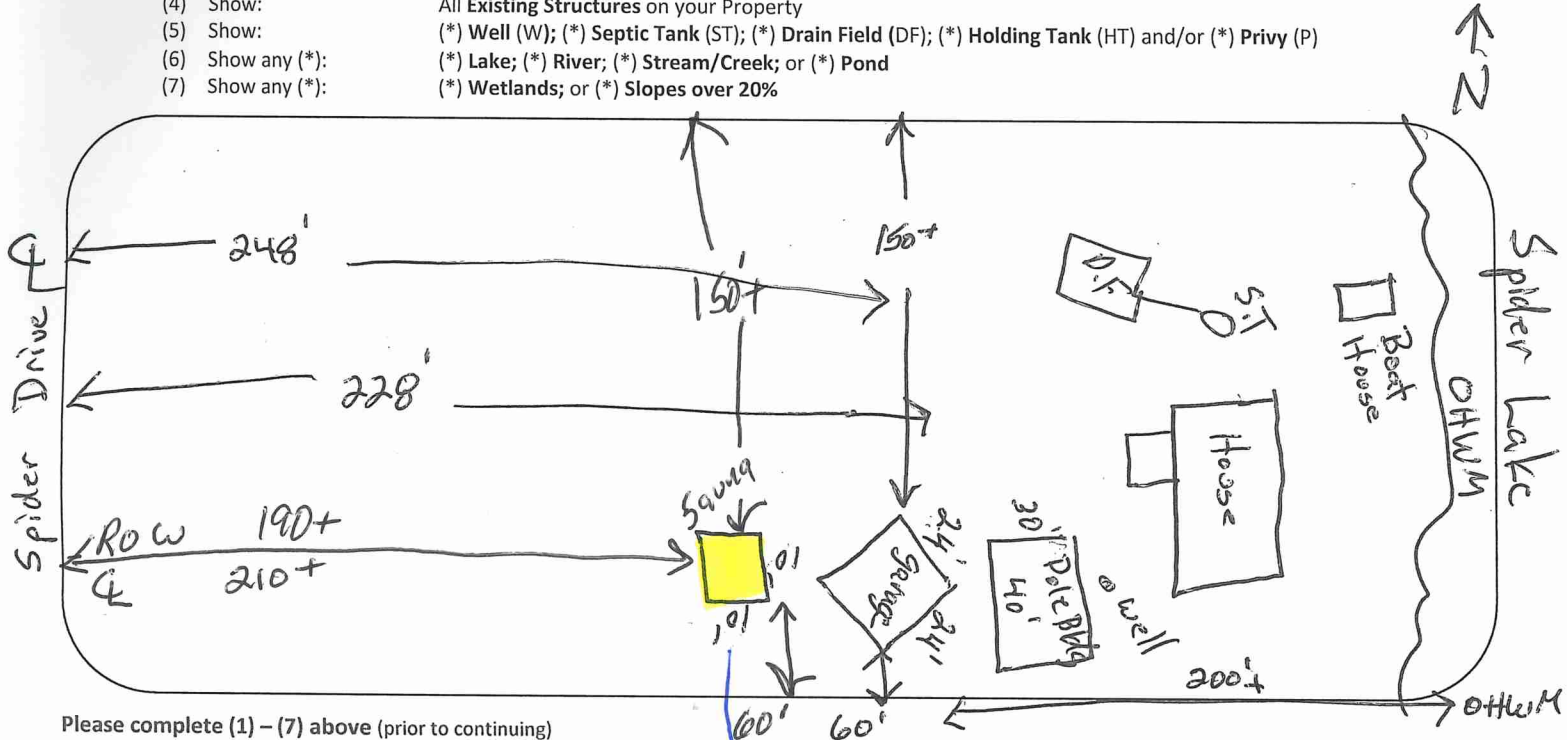 (4) Show: All Existing Structures on your Property
(5) Show: (*) Well (W); (*) Septic Tank (ST); (*) Drain Field (DF); (*) Holding Tank (HT) and/or (*) Privy (P)
(6) Show any (*): (*) Lake; (*) River; (*) Stream/Creek; or (*) Pond
(7) Show any (*): (*) Wetlands; or (*) Slopes over 20%
N
Spider Drive ℄
248'
150+
150'+
228'
D.F
S.T
Boat
House
OHWM
Spider Lake
House
Sauna
ROW 190+
℄ 210+
10'
10'
24'
Garage
24'
30'
Pole Bldg
40'
Well
200'+
OHWM
60'
60'
Please complete (1) – (7) above (prior to continuing)